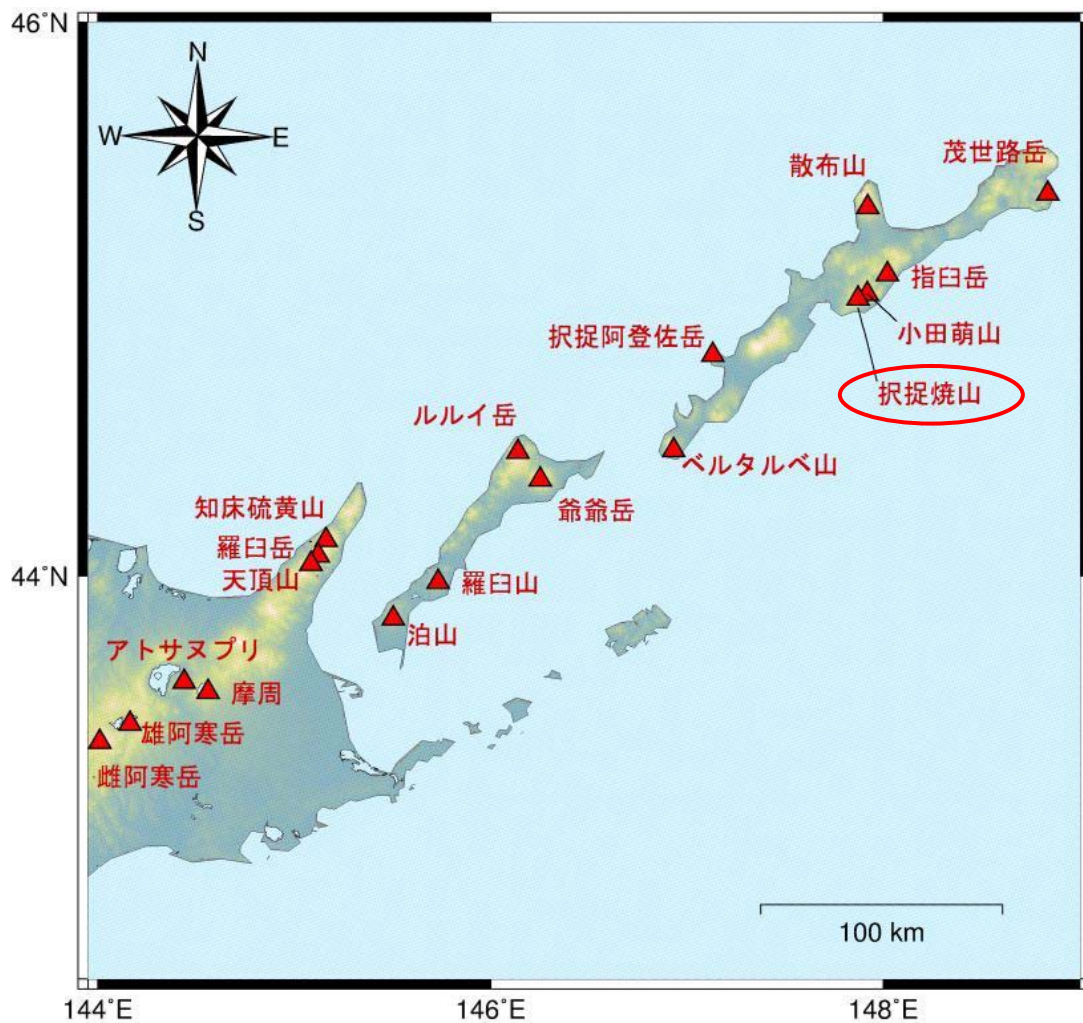 46°N
N
W
E
S
散布山
茂世路岳
指臼岳
小田萌山
択捉阿登佐岳
択捉焼山
ルルイ岳
ベルタルベ山
爺爺岳
知床硫黄山
羅臼岳
天頂山
44°N
羅臼山
泊山
アトサヌプリ
摩周
雄阿寒岳
雌阿寒岳
100 km
144°E
146°E
148°E